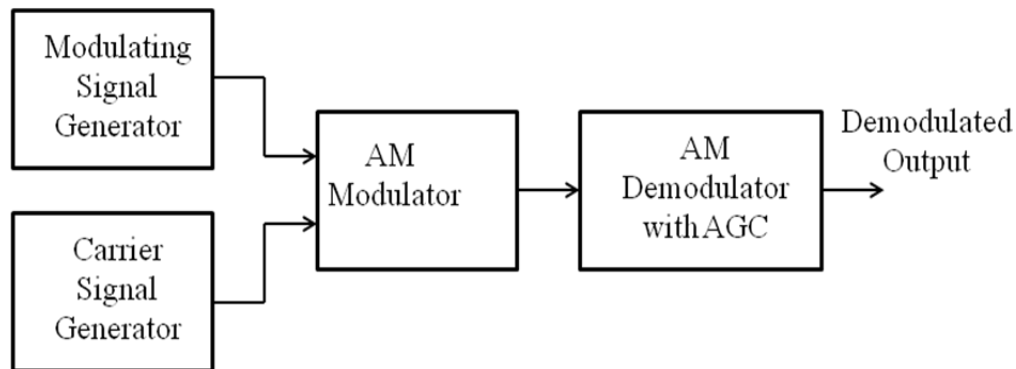 Modulating
Signal
Generator
AM
Modulator
AM
Demodulator
with AGC
Demodulated
Output
Carrier
Signal
Generator